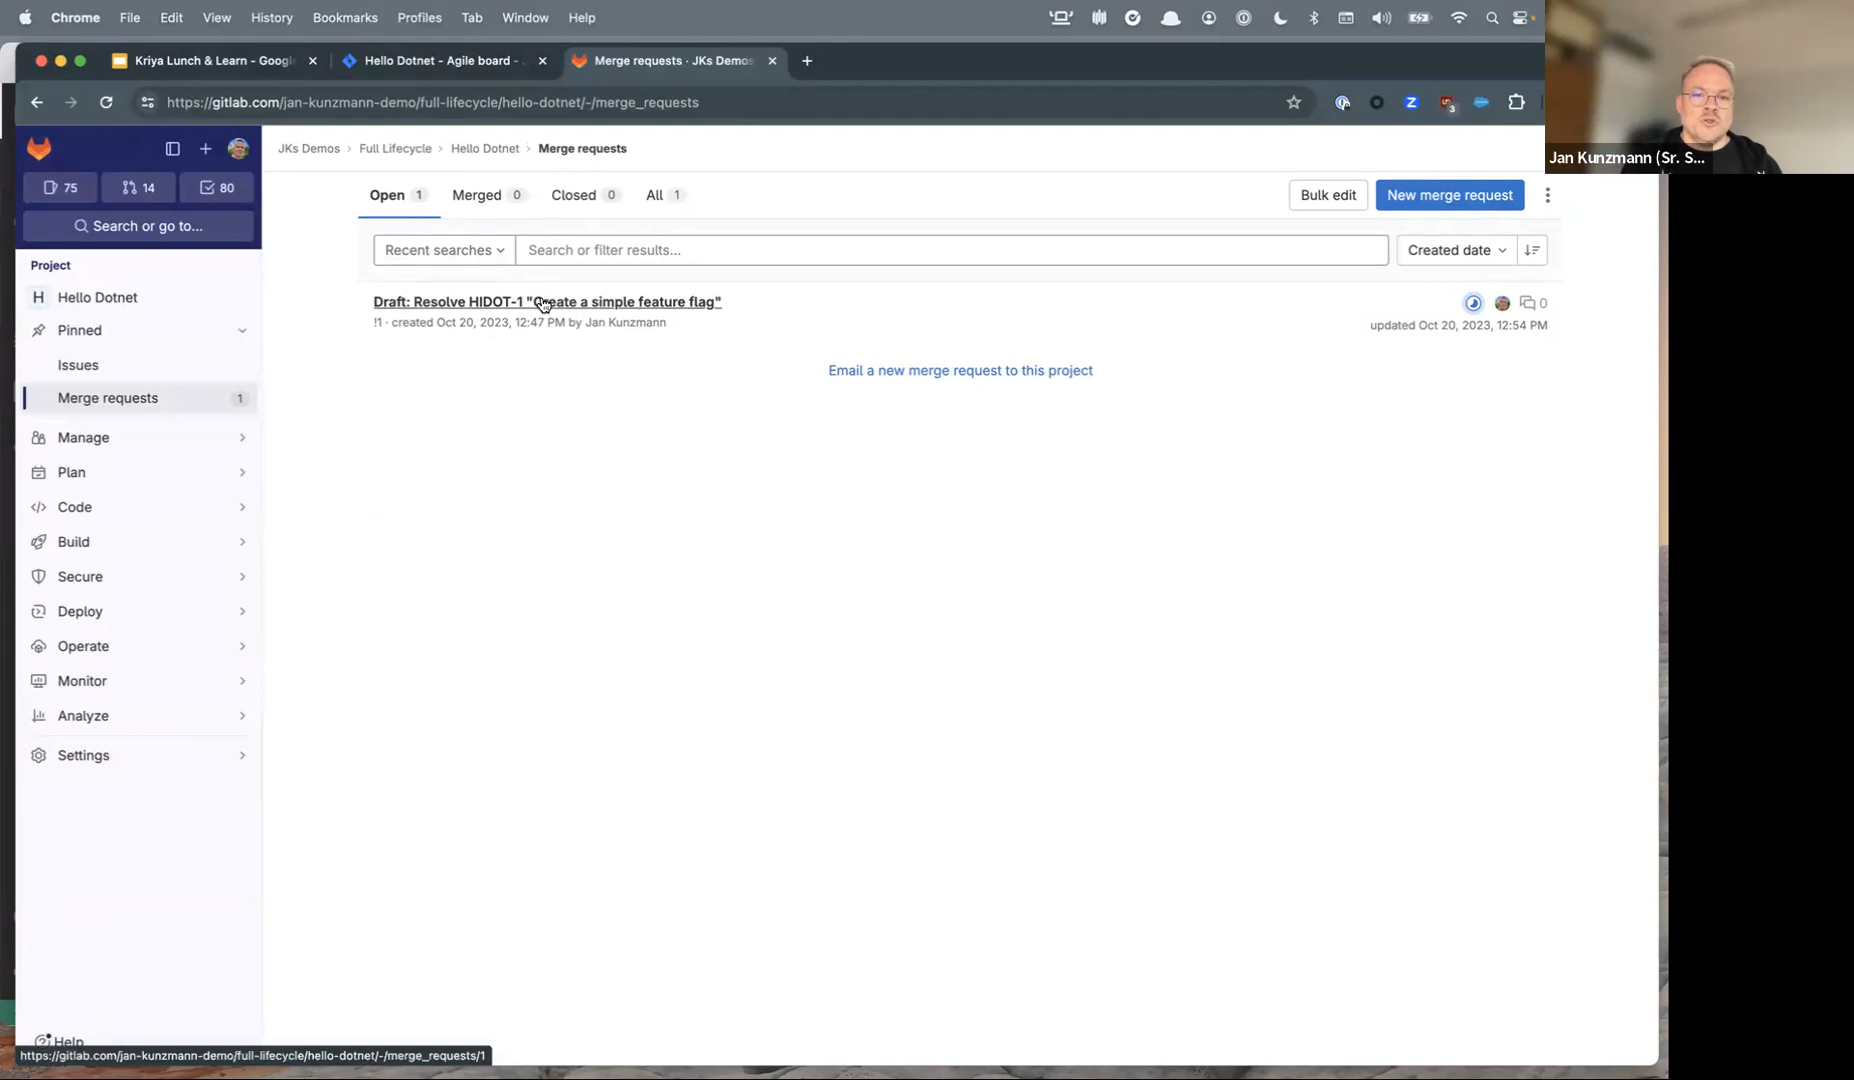 Chrome File Edit View History Bookmarks Profiles Tab Window Help
Kriya Lunch & Learn - Google
Hello Dotnet - Agile board -
Merge requests · JKs Demos
https://gitlab.com/jan-kunzmann-demo/full-lifecycle/hello-dotnet/-/merge_requests
Z
3
Jan Kunzmann (Sr. S...
JKs Demos › Full Lifecycle › Hello Dotnet › Merge requests
75
14
80
Search or go to...
Project
H Hello Dotnet
Pinned
Issues
Merge requests 1
Manage
Plan
Code
Build
Secure
Deploy
Operate
Monitor
Analyze
Settings
Help
Open 1 Merged 0 Closed 0 All 1
Bulk edit
New merge request
Recent searches
Search or filter results...
Created date
Draft: Resolve HIDOT-1 "Create a simple feature flag"
!1 · created Oct 20, 2023, 12:47 PM by Jan Kunzmann
0
updated Oct 20, 2023, 12:54 PM
Email a new merge request to this project
https://gitlab.com/jan-kunzmann-demo/full-lifecycle/hello-dotnet/-/merge_requests/1